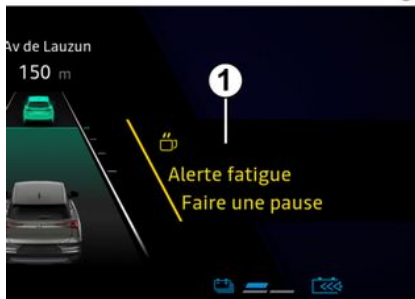 Av de Lauzun
150 m
1
Alerte fatigue
Faire une pause